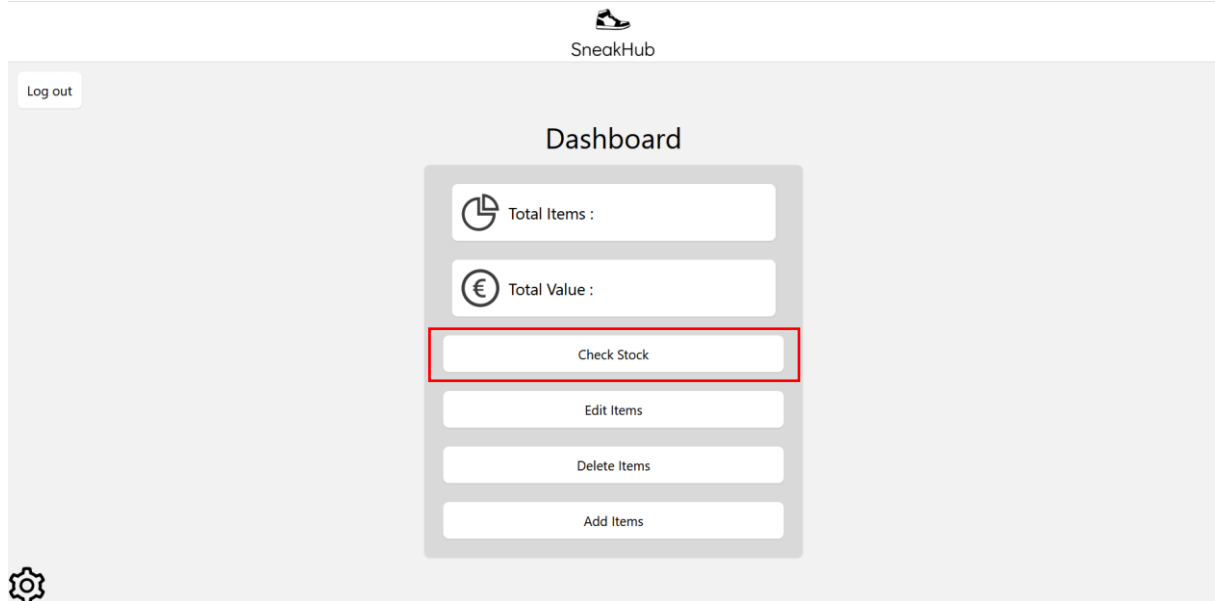 SneakHub
Log out
Dashboard
Total Items :
€ Total Value :
Check Stock
Edit Items
Delete Items
Add Items